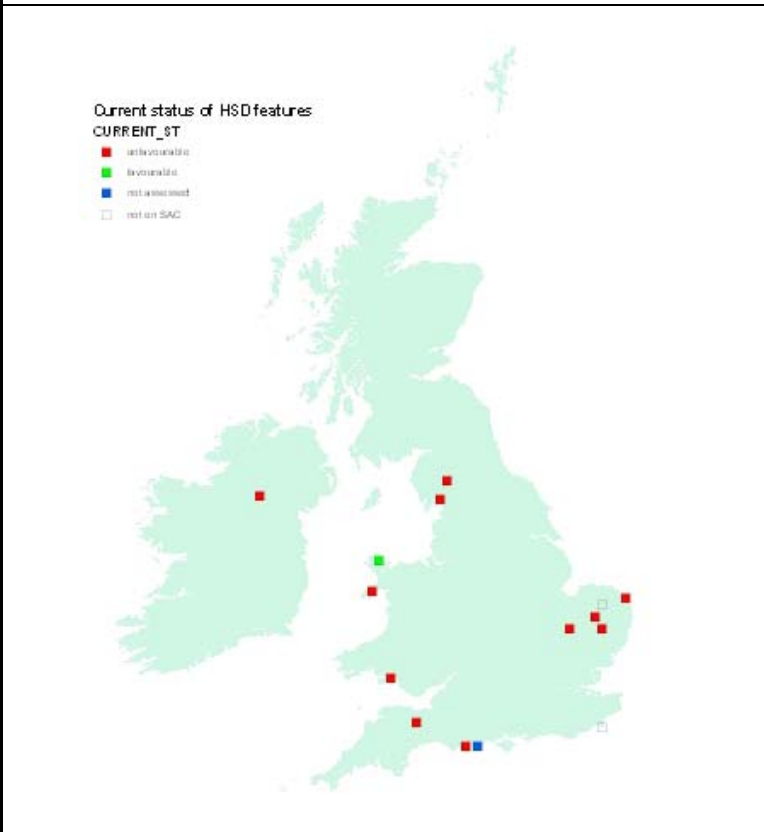 Current status of HSD features
CURRENT_ST
unfavourable
favourable
not assessed
not on SAC